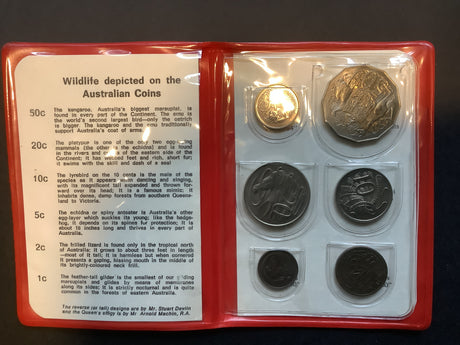 Wildlife depicted on the
Australian Coins
50c
The kangaroo, Australia's biggest marsupial, is
found in every part of the Continent. The emu is
the world's second largest bird—only the ostrich
is bigger. The kangaroo and the emu traditionally
support Australia's coat of arms.
20c
The platypus is one of the only two egg-laying
mammals (the other is the echidna) and is found
in the rivers and of the eastern side of the
Continent; it has webbed feet and rich, short fur;
it swims with the skill and dash of a seal
10c
The lyrebird on the 10 cents is the male of the
species as it appears when dancing and singing,
with its magnificent tail expanded and thrown for-
ward over its head; it is a famous mimic. It
inhabits dense, damp forests from southern Queens-
land to Victoria.
5c
The echidna or spiny anteater is Australia's other
egg-layer which suckles its young; like the hedge-
hog, it depends on its spines for protection; it is
about 18 inches long and thrives in every part of
Australia.
2c
The frilled lizard is found only in the tropical north
of Australia; it grows to about three feet in length
—most of it tail; it is harmless but when cornered
it presents a gaping, hissing mouth in the middle of
its brightly-coloured neck frill.
1c
The feather-tail glider is the smallest of our gliding
marsupials and glides by means of membranes
along its sides; it is strictly nocturnal and is quite
common in the forests of eastern Australia.
The reverse (or tail) designs are by Mr. Stuart Devlin
and the Queen's effigy is by Mr Arnold Machin, R.A.